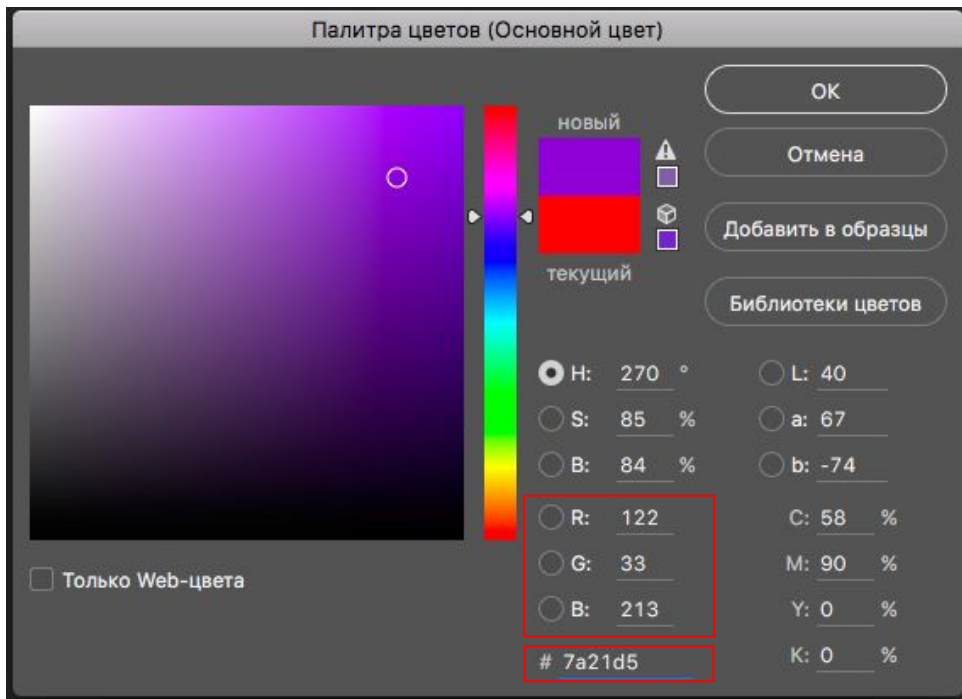 Палитра цветов (Основной цвет)
новый
текущий
OK
Отмена
Добавить в образцы
Библиотеки цветов
H: 270 °
S: 85 %
B: 84 %
R: 122
G: 33
B: 213
# 7a21d5
L: 40
a: 67
b: -74
C: 58 %
M: 90 %
Y: 0 %
K: 0 %
Только Web-цвета